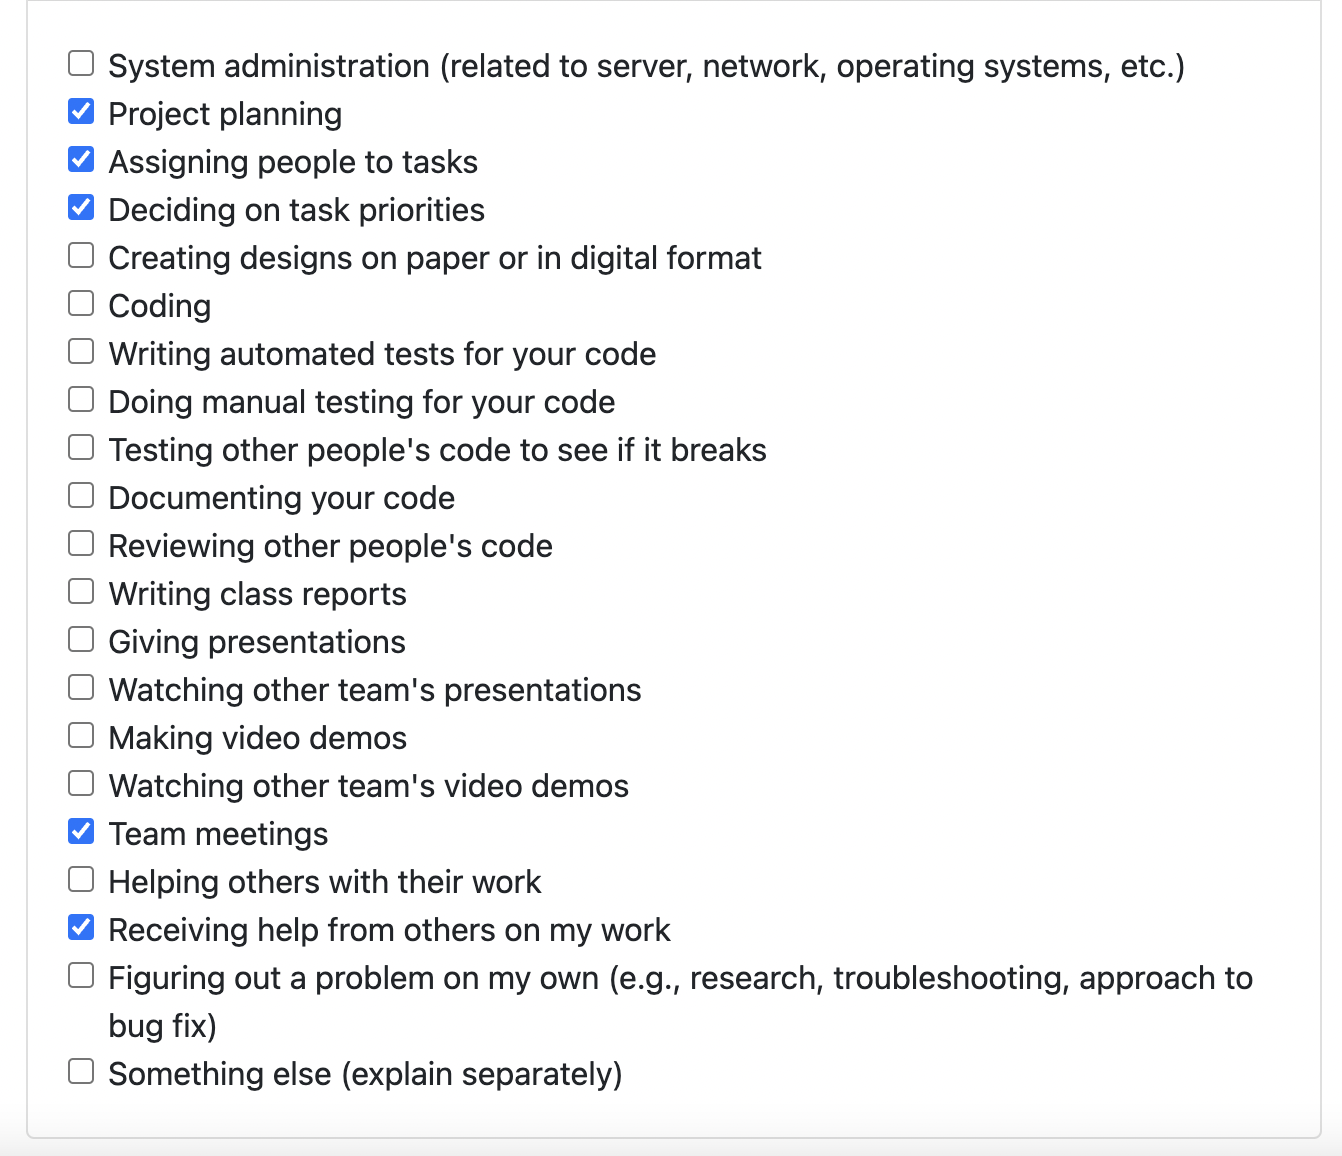 System administration (related to server, network, operating systems, etc.)
Project planning
Assigning people to tasks
Deciding on task priorities
Creating designs on paper or in digital format
Coding
Writing automated tests for your code
Doing manual testing for your code
Testing other people's code to see if it breaks
Documenting your code
Reviewing other people's code
Writing class reports
Giving presentations
Watching other team's presentations
Making video demos
Watching other team's video demos
Team meetings
Helping others with their work
Receiving help from others on my work
Figuring out a problem on my own (e.g., research, troubleshooting, approach to
bug fix)
Something else (explain separately)